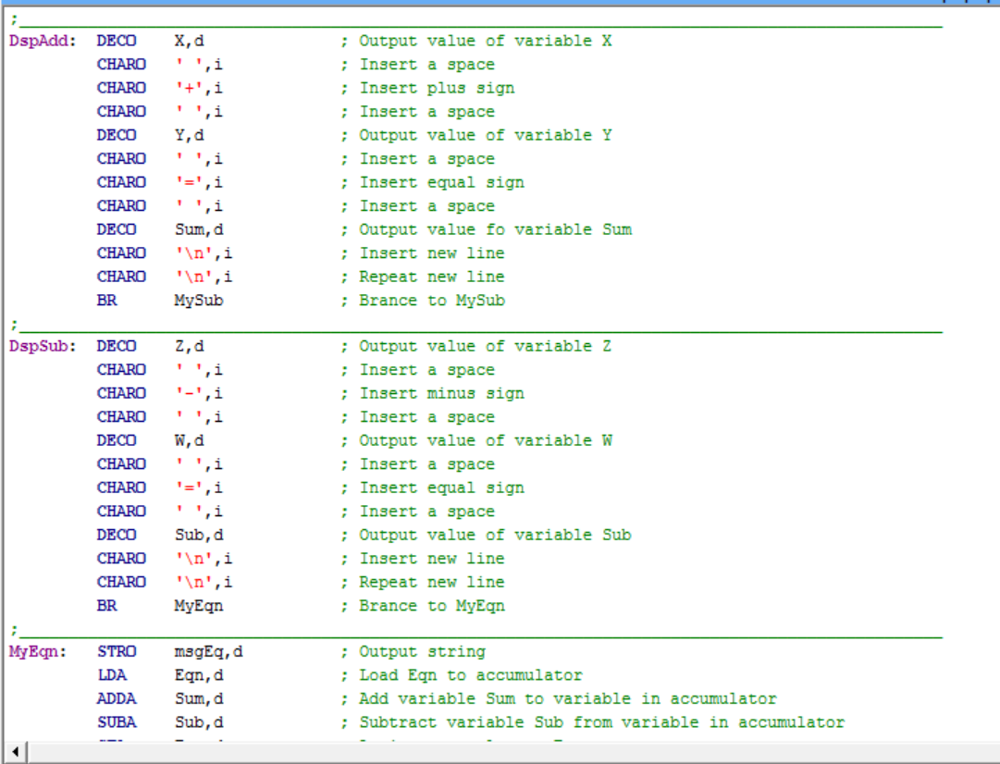 ;
DspAdd: DECO X,d ; Output value of variable X
CHARO ' ',i ; Insert a space
CHARO '+',i ; Insert plus sign
CHARO ' ',i ; Insert a space
DECO Y,d ; Output value of variable Y
CHARO ' ',i ; Insert a space
CHARO '=',i ; Insert equal sign
CHARO ' ',i ; Insert a space
DECO Sum,d ; Output value fo variable Sum
CHARO '\n',i ; Insert new line
CHARO '\n',i ; Repeat new line
BR MySub ; Brance to MySub
;
DspSub: DECO Z,d ; Output value of variable Z
CHARO ' ',i ; Insert a space
CHARO '-',i ; Insert minus sign
CHARO ' ',i ; Insert a space
DECO W,d ; Output value of variable W
CHARO ' ',i ; Insert a space
CHARO '=',i ; Insert equal sign
CHARO ' ',i ; Insert a space
DECO Sub,d ; Output value of variable Sub
CHARO '\n',i ; Insert new line
CHARO '\n',i ; Repeat new line
BR MyEqn ; Brance to MyEqn
;
MyEqn: STRO msgEq,d ; Output string
LDA Eqn,d ; Load Eqn to accumulator
ADDA Sum,d ; Add variable Sum to variable in accumulator
SUBA Sub,d ; Subtract variable Sub from variable in accumulator